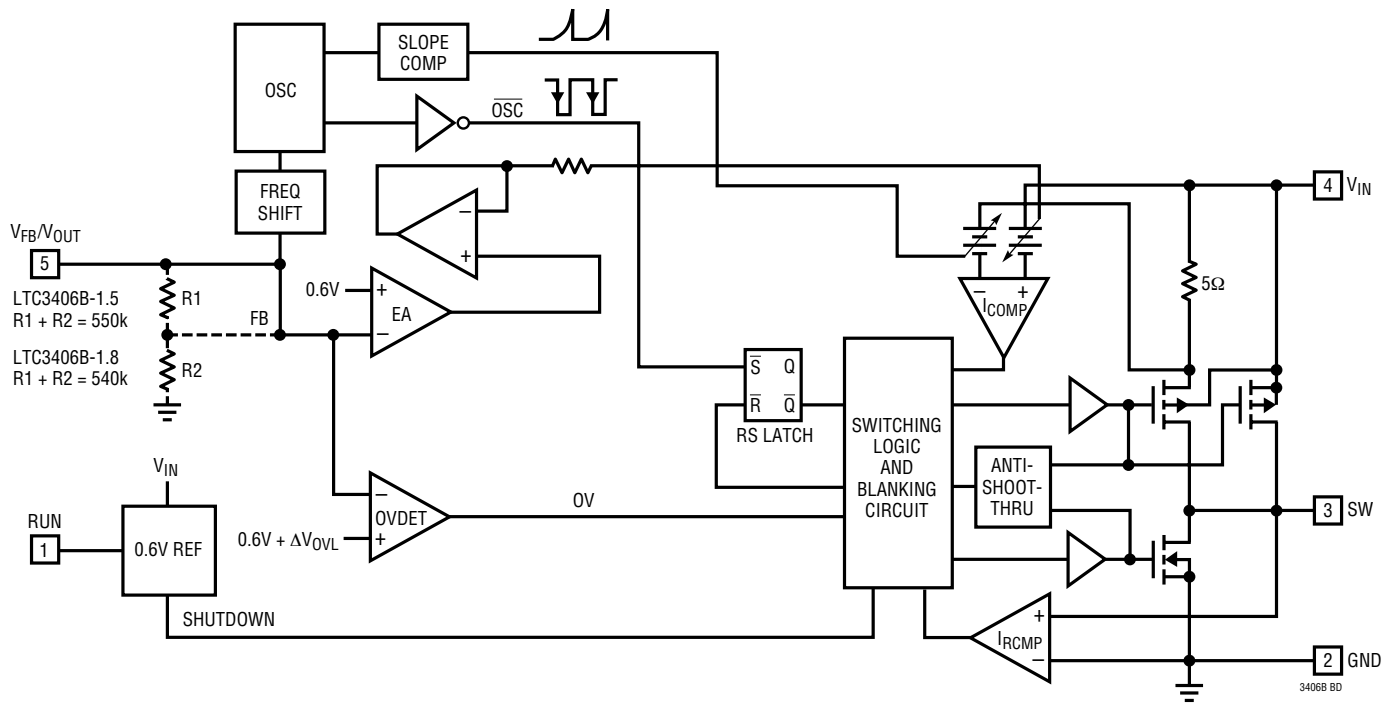 OSC
SLOPE
COMP
OSC
FREQ
SHIFT
VFB/VOUT
5
LTC3406B-1.5
R1 + R2 = 550k
R1
FB
LTC3406B-1.8
R1 + R2 = 540k
R2
0.6V
+
EA
–
–
+
4 VIN
5Ω
– +
ICOMP
S Q
R Q
RS LATCH
SWITCHING
LOGIC
AND
BLANKING
CIRCUIT
ANTI-
SHOOT-
THRU
3 SW
VIN
RUN
1
0.6V REF
–
OVDET
+
0.6V + ΔVOVL
OV
SHUTDOWN
+
IRCMP
–
2 GND
3406B BD